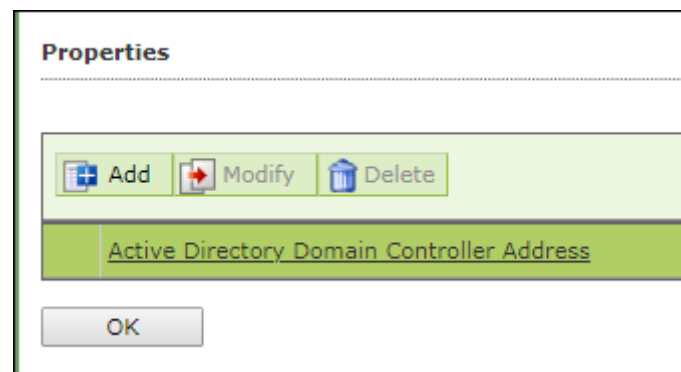 Properties
Add Modify Delete
Active Directory Domain Controller Address
OK